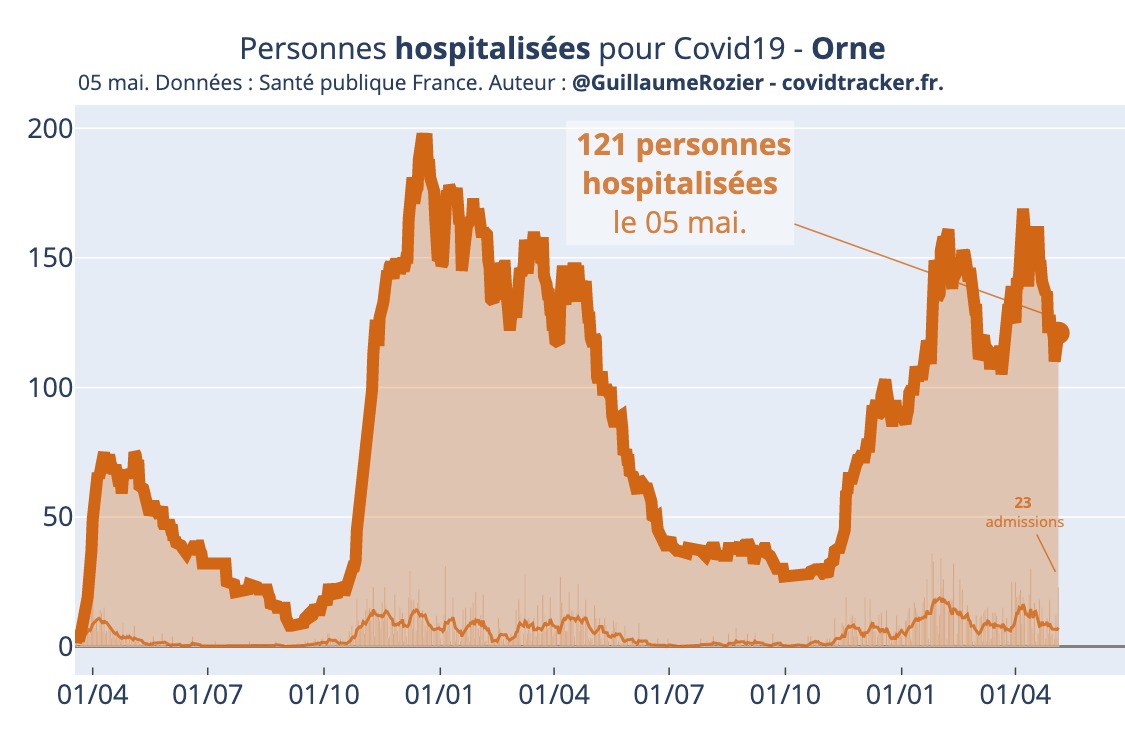 Personnes hospitalisées pour Covid19 - Orne
05 mai. Données : Santé publique France. Auteur : @GuillaumeRozier - covidtracker.fr.
200
121 personnes
hospitalisées
le 05 mai.
150
100
50
23
admissions
0
01/04 01/07 01/10 01/01 01/04 01/07 01/10 01/01 01/04